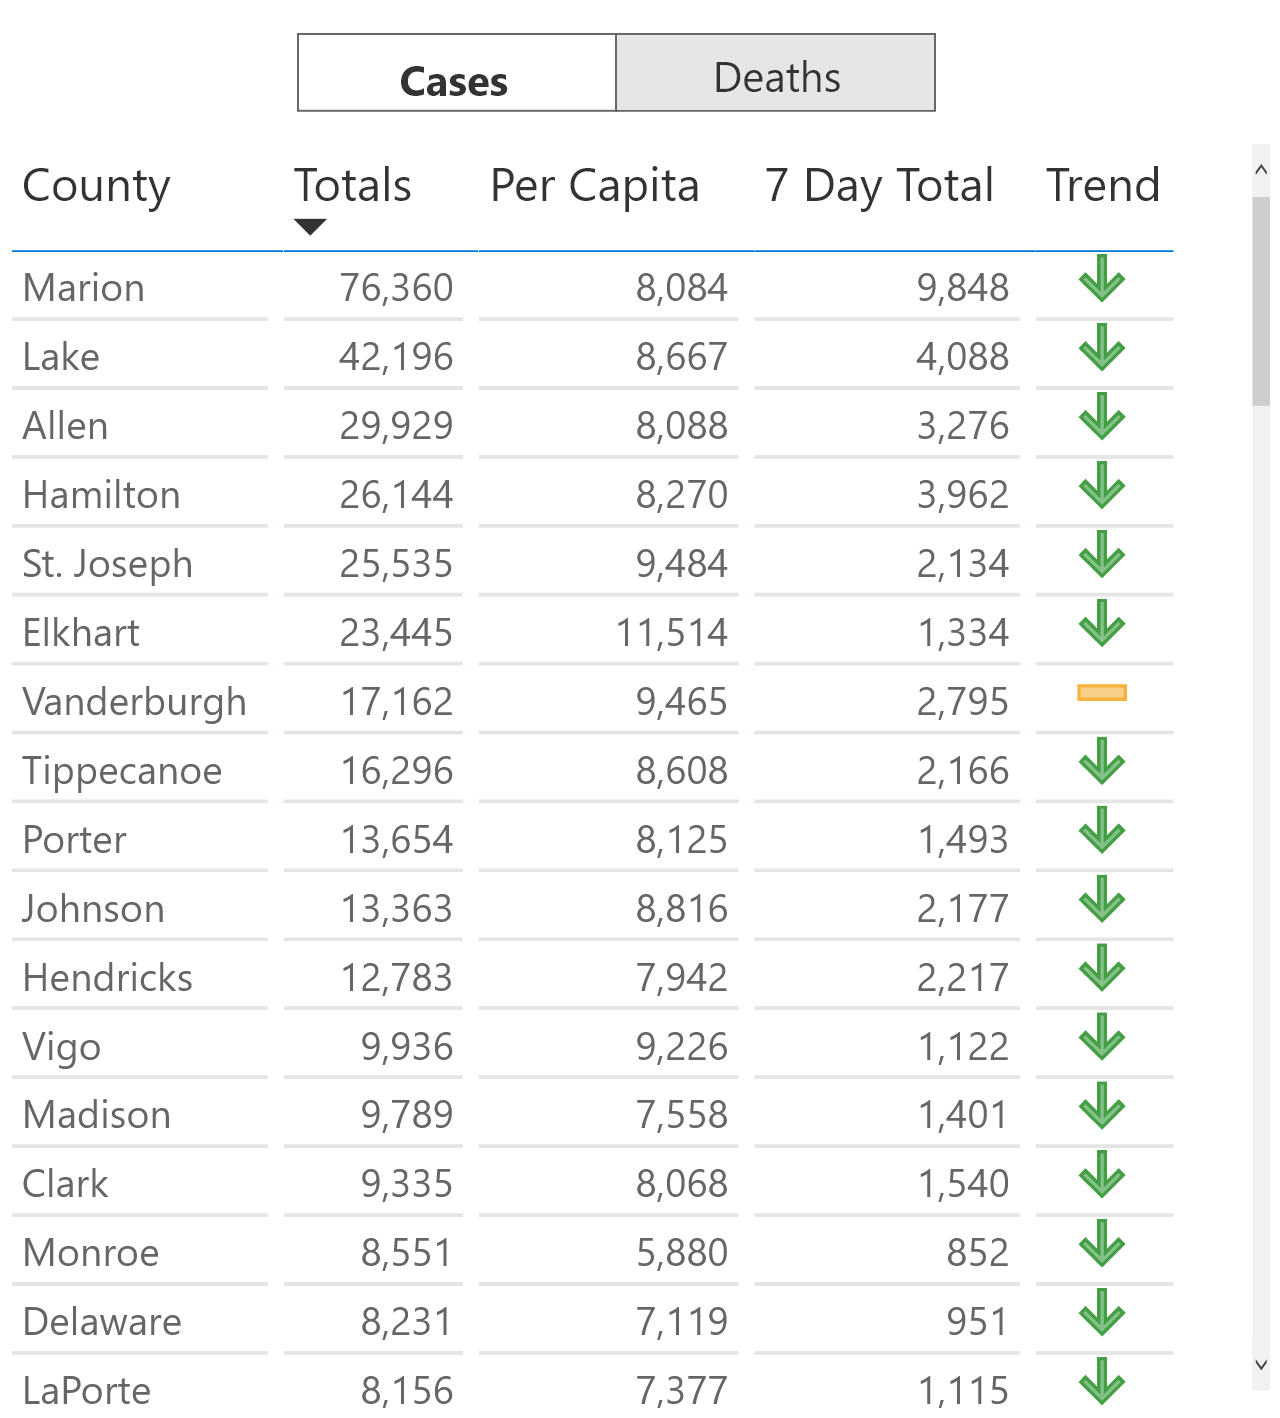 Cases Deaths
County Totals Per Capita 7 Day Total Trend
Marion 76,360 8,084 9,848
Lake 42,196 8,667 4,088
Allen 29,929 8,088 3,276
Hamilton 26,144 8,270 3,962
St. Joseph 25,535 9,484 2,134
Elkhart 23,445 11,514 1,334
Vanderburgh 17,162 9,465 2,795
Tippecanoe 16,296 8,608 2,166
Porter 13,654 8,125 1,493
Johnson 13,363 8,816 2,177
Hendricks 12,783 7,942 2,217
Vigo 9,936 9,226 1,122
Madison 9,789 7,558 1,401
Clark 9,335 8,068 1,540
Monroe 8,551 5,880 852
Delaware 8,231 7,119 951
LaPorte 8,156 7,377 1,115